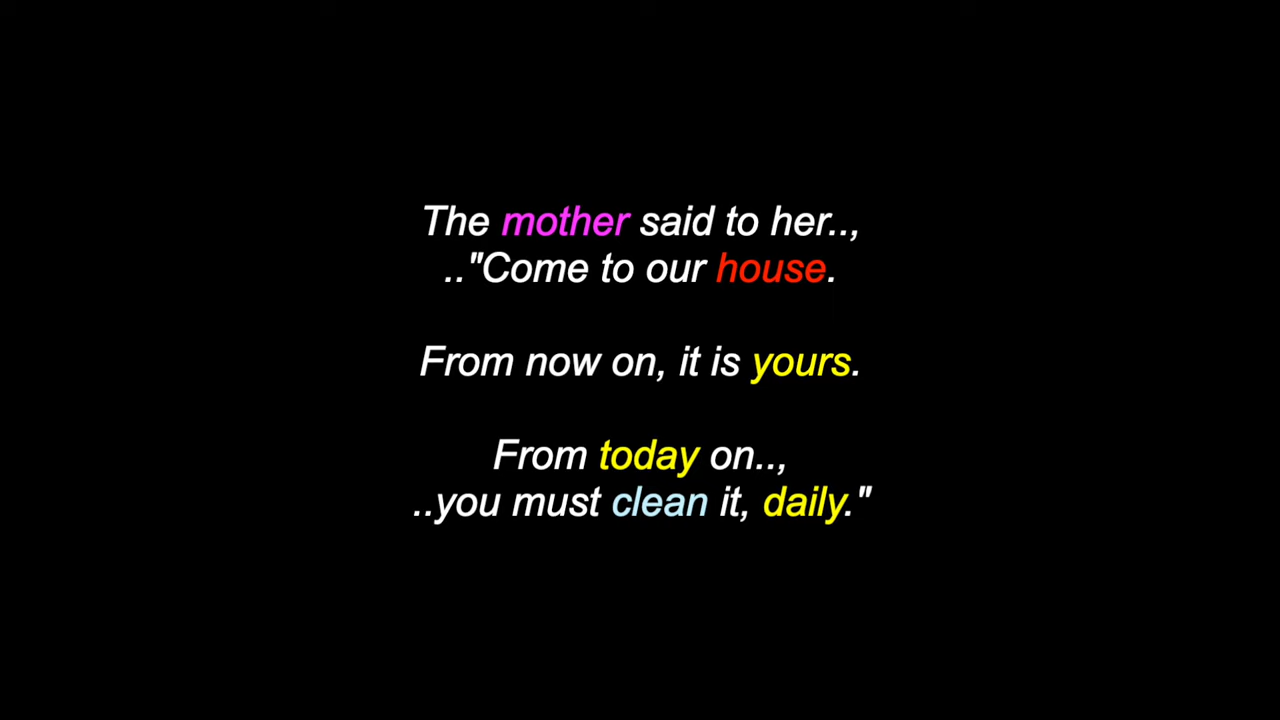 The mother said to her..,
.."Come to our house.
From now on, it is yours.
From today on..,
..you must clean it, daily."